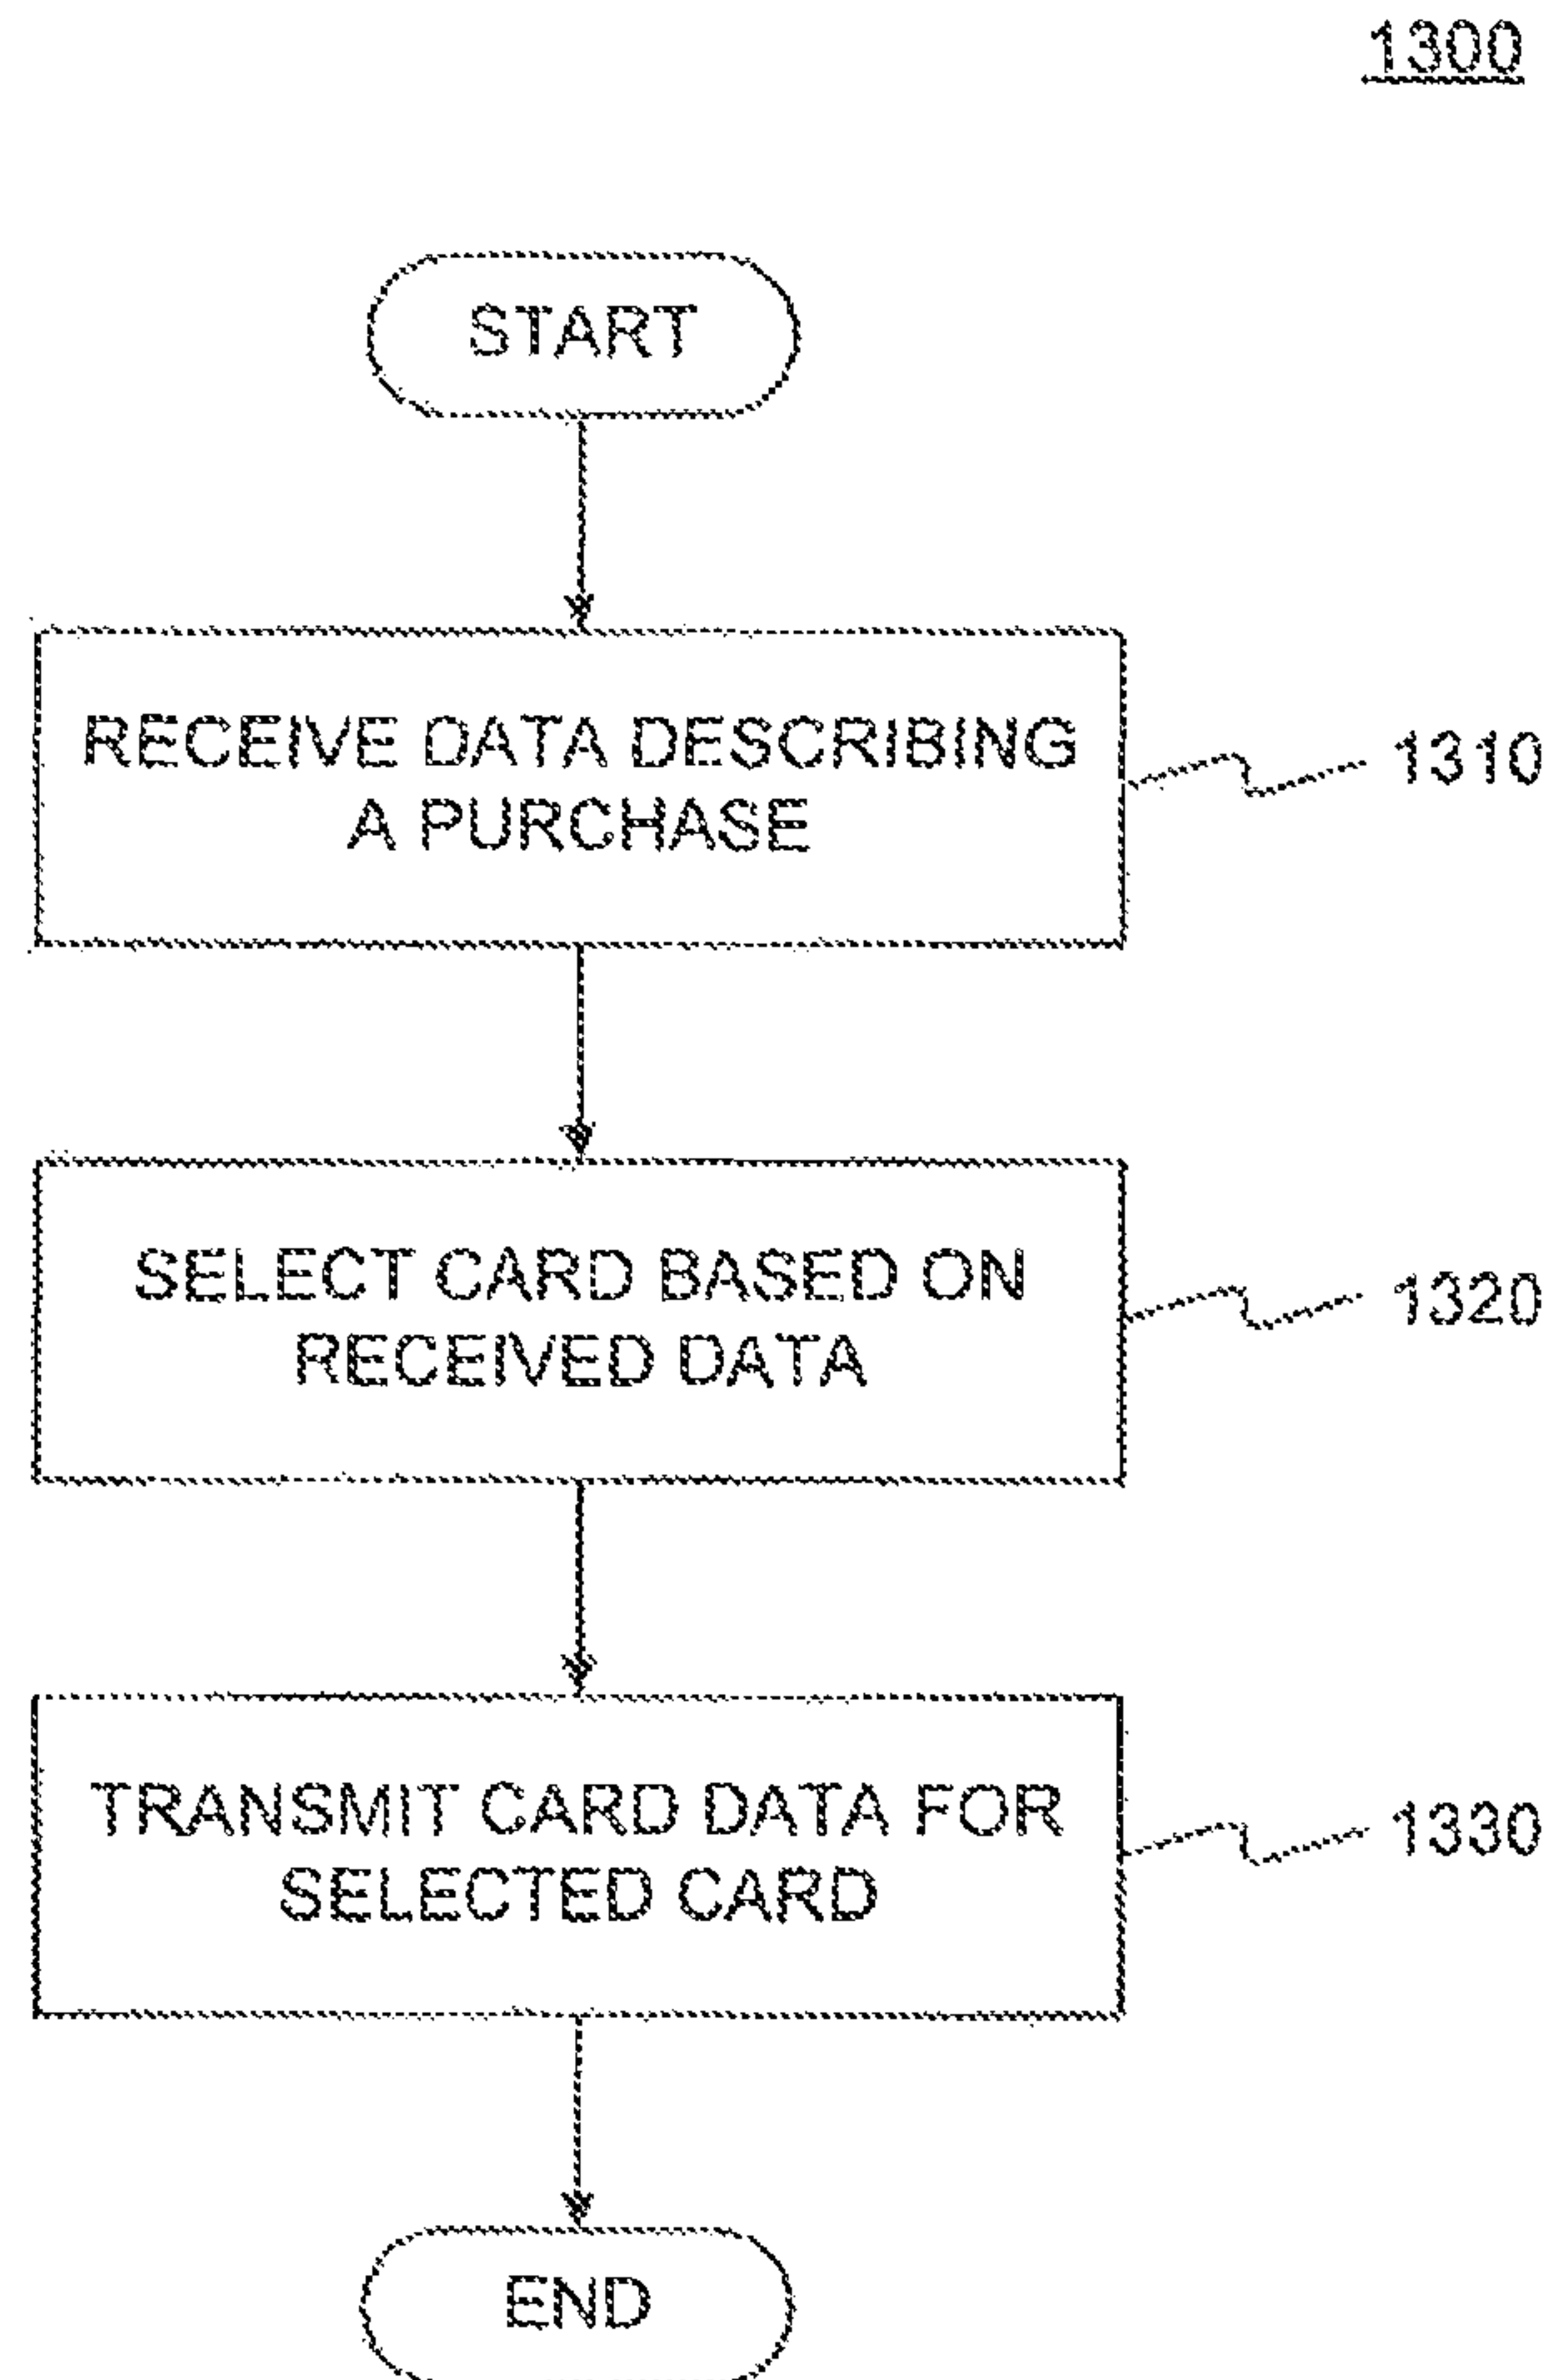 1300
START
RECEIVE DATA DESCRIBING
A PURCHASE
1310
SELECT CARD BASED ON
RECEIVED DATA
1320
TRANSMIT CARD DATA FOR
SELECTED CARD
1330
END